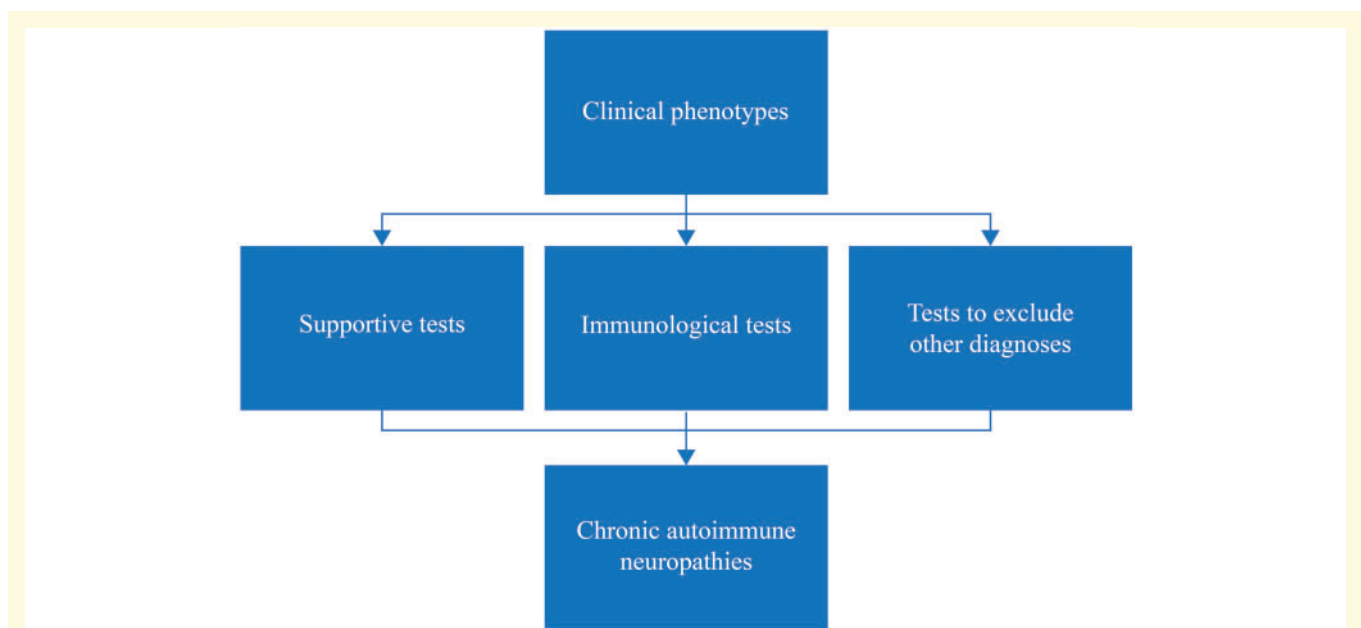 Clinical phenotypes
Supportive tests
Immunological tests
Tests to exclude
other diagnoses
Chronic autoimmune
neuropathies